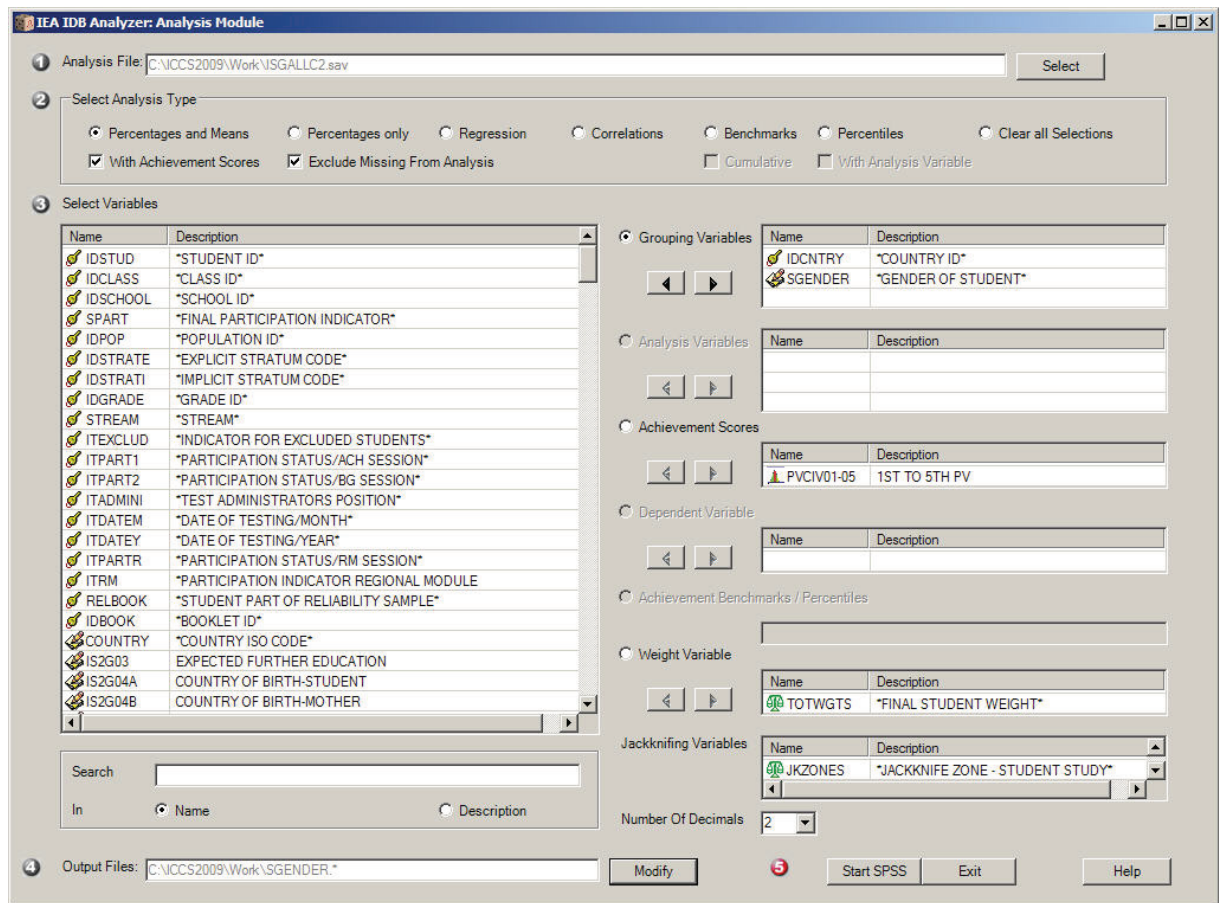 IEA IDB Analyzer: Analysis Module
1 Analysis File: C:\ICCS2009\Work\ISGALLC2.sav Select
2 Select Analysis Type
Percentages and Means Percentages only Regression Correlations Benchmarks Percentiles Clear all Selections
With Achievement Scores Exclude Missing From Analysis Cumulative With Analysis Variable
3 Select Variables
Name Description
IDSTUD *STUDENT ID*
IDCLASS *CLASS ID*
IDSCHOOL *SCHOOL ID*
SPART *FINAL PARTICIPATION INDICATOR*
IDPOP *POPULATION ID*
IDSTRATE *EXPLICIT STRATUM CODE*
IDSTRATI *IMPLICIT STRATUM CODE*
IDGRADE *GRADE ID*
STREAM *STREAM*
ITEXCLUD *INDICATOR FOR EXCLUDED STUDENTS*
ITPART1 *PARTICIPATION STATUS/ACH SESSION*
ITPART2 *PARTICIPATION STATUS/BG SESSION*
ITADMINI *TEST ADMINISTRATORS POSITION*
ITDATEM *DATE OF TESTING/MONTH*
ITDATEY *DATE OF TESTING/YEAR*
ITPARTR *PARTICIPATION STATUS/RM SESSION*
ITRM *PARTICIPATION INDICATOR REGIONAL MODULE
RELBOOK *STUDENT PART OF RELIABILITY SAMPLE*
IDBOOK *BOOKLET ID*
COUNTRY *COUNTRY ISO CODE*
IS2G03 EXPECTED FURTHER EDUCATION
IS2G04A COUNTRY OF BIRTH-STUDENT
IS2G04B COUNTRY OF BIRTH-MOTHER
Search
In Name Description
Grouping Variables
Name Description
IDCNTRY *COUNTRY ID*
SGENDER *GENDER OF STUDENT*
Analysis Variables
Name Description
Achievement Scores
Name Description
PVCIV01-05 1ST TO 5TH PV
Dependent Variable
Name Description
Achievement Benchmarks / Percentiles
Weight Variable
Name Description
TOTWGTS *FINAL STUDENT WEIGHT*
Jackknifing Variables
Name Description
JKZONES *JACKKNIFE ZONE - STUDENT STUDY*
Number Of Decimals 2
4 Output Files: C:\ICCS2009\Work\SGENDER.* Modify
5 Start SPSS Exit Help